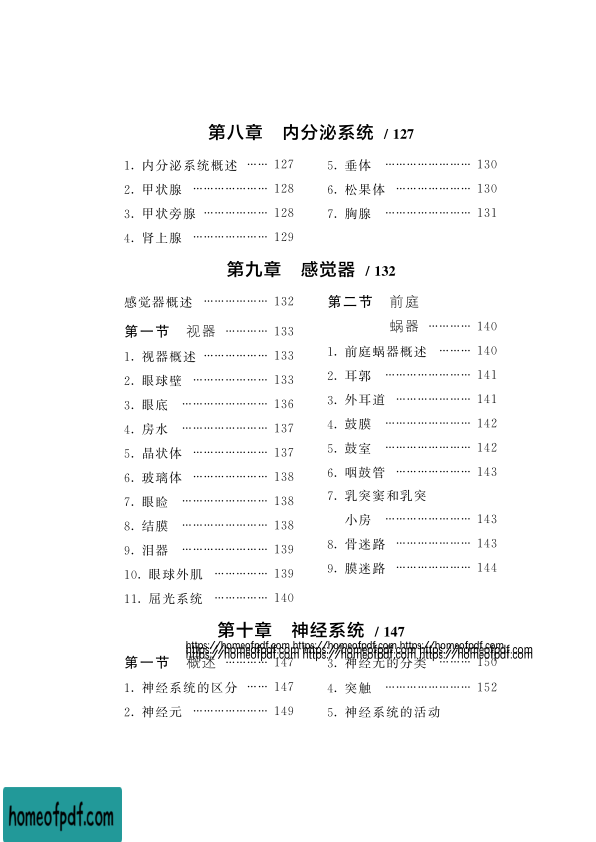 第八章 内分泌系统 / 127
1. 内分泌系统概述 …… 127
2. 甲状腺 ………………… 128
3. 甲状旁腺 ……………… 128
4. 肾上腺 ………………… 129
5. 垂体 …………………… 130
6. 松果体 ………………… 130
7. 胸腺 …………………… 131
第九章 感觉器 / 132
感觉器概述 ……………… 132
第一节 视器 ………… 133
1. 视器概述 ……………… 133
2. 眼球壁 ………………… 133
3. 眼底 …………………… 136
4. 房水 …………………… 137
5. 晶状体 ………………… 137
6. 玻璃体 ………………… 138
7. 眼睑 …………………… 138
8. 结膜 …………………… 138
9. 泪器 …………………… 139
10. 眼球外肌 …………… 139
11. 屈光系统 …………… 140
第二节 前庭
蜗器 ………… 140
1. 前庭蜗器概述 ……… 140
2. 耳郭 …………………… 141
3. 外耳道 ………………… 141
4. 鼓膜 …………………… 142
5. 鼓室 …………………… 142
6. 咽鼓管 ………………… 143
7. 乳突窦和乳突
小房 …………………… 143
8. 骨迷路 ………………… 143
9. 膜迷路 ………………… 144
第十章 神经系统 / 147
https://homeofpdf.com https://homeofpdf.com https://homeofpdf.com
https://homeofpdf.com https://homeofpdf.com https://homeofpdf.com
第一节 概述 ………… 147
1. 神经系统的区分 …… 147
2. 神经元 ………………… 149
3. 神经元的分类 ……… 150
4. 突触 …………………… 152
5. 神经系统的活动
homeofpdf.com